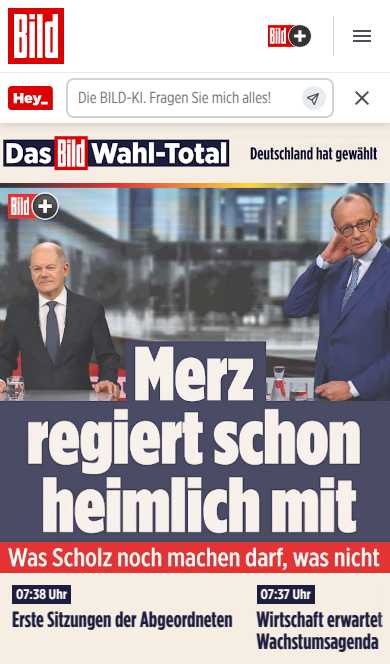 Bild
Bild+
Hey_
Die BILD-KI. Fragen Sie mich alles!
Das Bild Wahl-Total
Deutschland hat gewählt
Bild+
Merz
regiert schon
heimlich mit
Was Scholz noch machen darf, was nicht
07:38 Uhr
Erste Sitzungen der Abgeordneten
07:37 Uhr
Wirtschaft erwartet
Wachstumsagenda